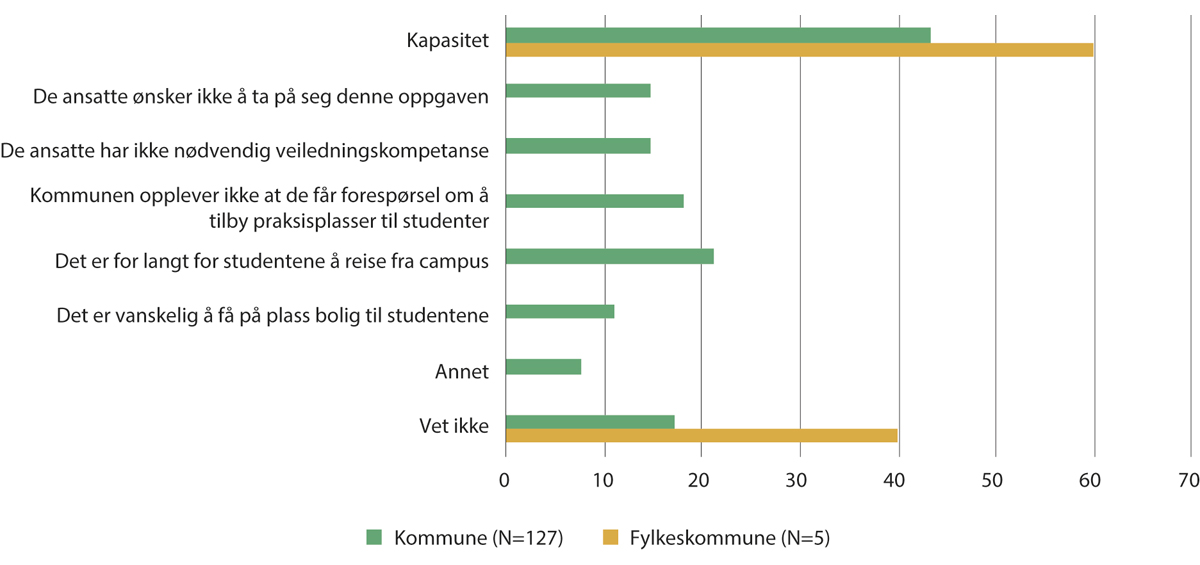 Kapasitet
De ansatte ønsker ikke å ta på seg denne oppgaven
De ansatte har ikke nødvendig veiledningskompetanse
Kommunen opplever ikke at de får forespørsel om å
tilby praksisplasser til studenter
Det er for langt for studentene å reise fra campus
Det er vanskelig å få på plass bolig til studentene
Annet
Vet ikke
0 10 20 30 40 50 60 70
Kommune (N=127) Fylkeskommune (N=5)